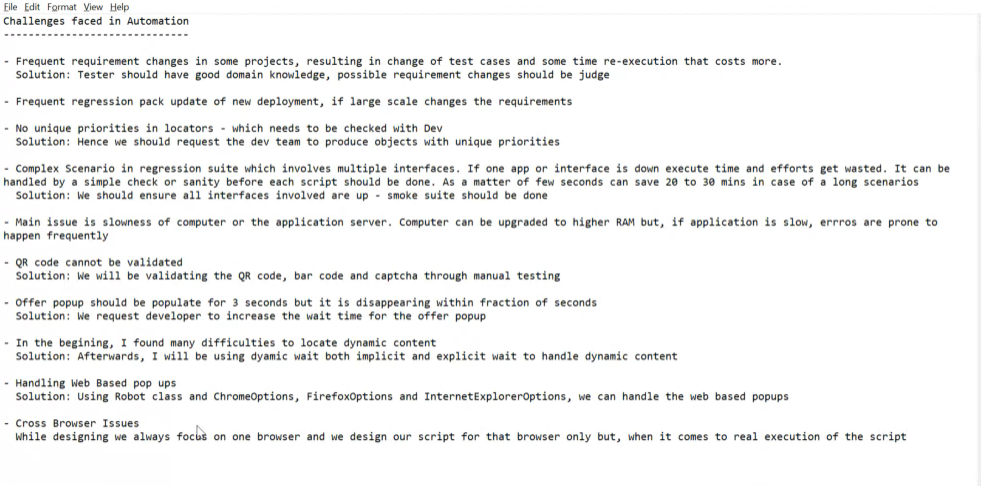 File Edit Format View Help
Challenges faced in Automation
------------------------------
- Frequent requirement changes in some projects, resulting in change of test cases and some time re-execution that costs more.
Solution: Tester should have good domain knowledge, possible requirement changes should be judge
- Frequent regression pack update of new deployment, if large scale changes the requirements
- No unique priorities in locators - which needs to be checked with Dev
Solution: Hence we should request the dev team to produce objects with unique priorities
- Complex Scenario in regression suite which involves multiple interfaces. If one app or interface is down execute time and efforts get wasted. It can be
handled by a simple check or sanity before each script should be done. As a matter of few seconds can save 20 to 30 mins in case of a long scenarios
Solution: We should ensure all interfaces involved are up - smoke suite should be done
- Main issue is slowness of computer or the application server. Computer can be upgraded to higher RAM but, if application is slow, errros are prone to
happen frequently
- QR code cannot be validated
Solution: We will be validating the QR code, bar code and captcha through manual testing
- Offer popup should be populate for 3 seconds but it is disappearing within fraction of seconds
Solution: We request developer to increase the wait time for the offer popup
- In the begining, I found many difficulties to locate dynamic content
Solution: Afterwards, I will be using dyamic wait both implicit and explicit wait to handle dynamic content
- Handling Web Based pop ups
Solution: Using Robot class and ChromeOptions, FirefoxOptions and InternetExplorerOptions, we can handle the web based popups
- Cross Browser Issues
While designing we always focus on one browser and we design our script for that browser only but, when it comes to real execution of the script